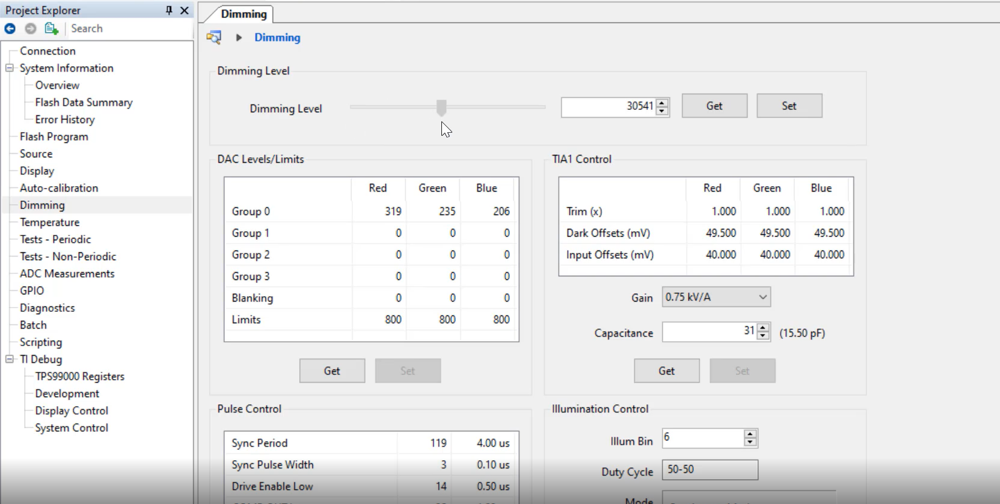 Project Explorer
Search
Connection
System Information
Overview
Flash Data Summary
Error History
Flash Program
Source
Display
Auto-calibration
Dimming
Temperature
Tests - Periodic
Tests - Non-Periodic
ADC Measurements
GPIO
Diagnostics
Batch
Scripting
TI Debug
TPS99000 Registers
Development
Display Control
System Control
Dimming
Dimming
Dimming Level
Dimming Level 30541 Get Set
DAC Levels/Limits
Red Green Blue
Group 0 319 235 206
Group 1 0 0 0
Group 2 0 0 0
Group 3 0 0 0
Blanking 0 0 0
Limits 800 800 800
Get Set
TIA1 Control
Red Green Blue
Trim (x) 1.000 1.000 1.000
Dark Offsets (mV) 49.500 49.500 49.500
Input Offsets (mV) 40.000 40.000 40.000
Gain 0.75 kV/A
Capacitance 31 (15.50 pF)
Get Set
Pulse Control
Sync Period 119 4.00 us
Sync Pulse Width 3 0.10 us
Drive Enable Low 14 0.50 us
Illumination Control
Illum Bin 6
Duty Cycle 50-50
Mode